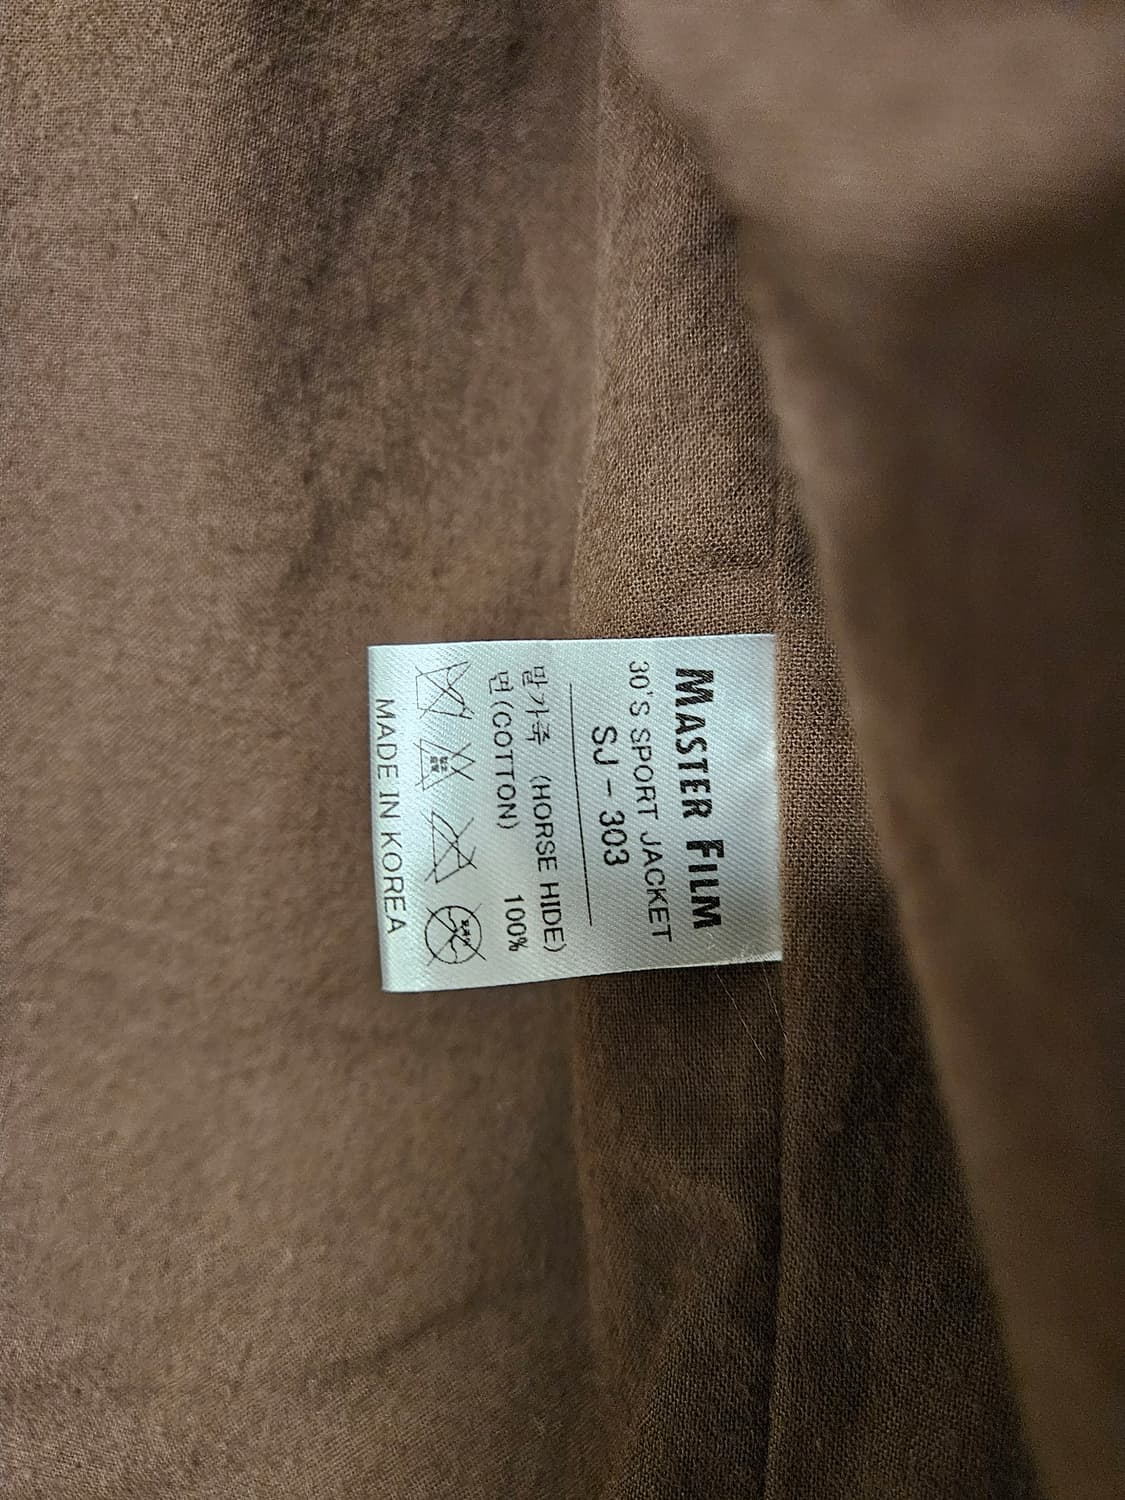 MASTER FILM
30'S SPORT JACKET
SJ-303
말가죽 (HORSE HIDE)
면(COTTON) 100%
MADE IN KOREA